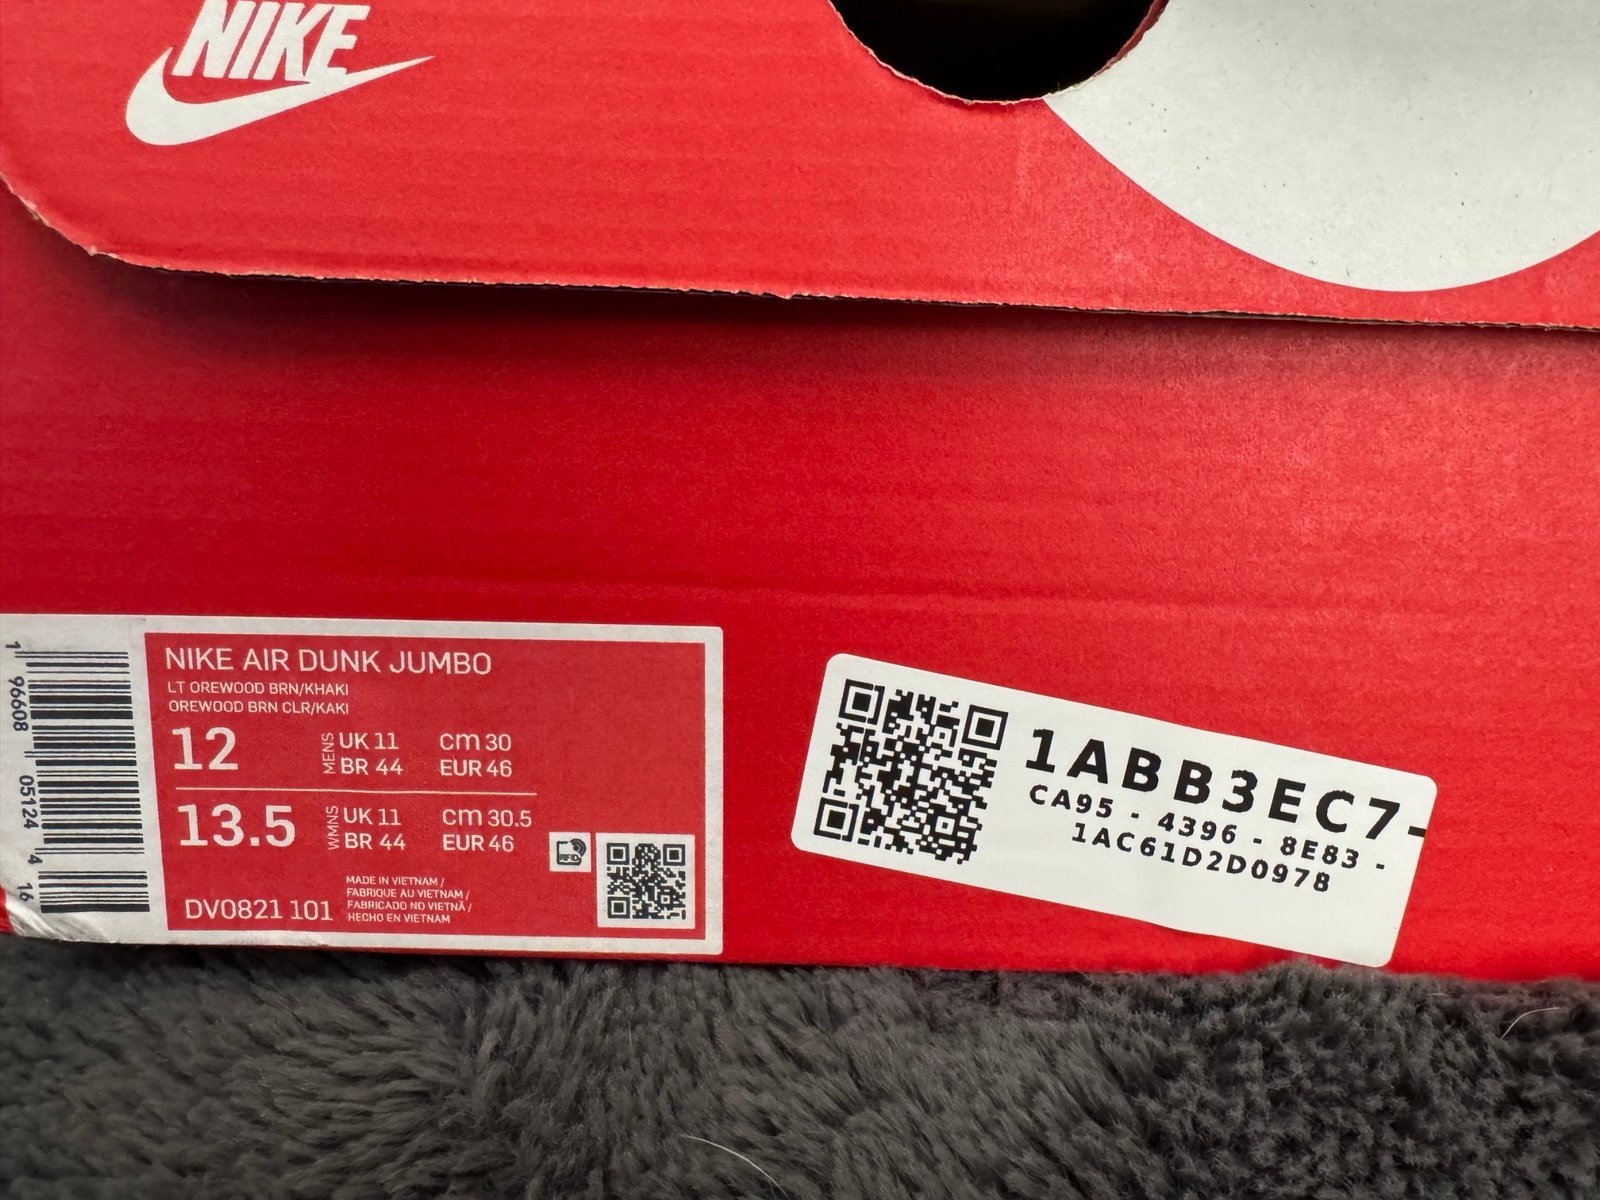 NIKE
NIKE AIR DUNK JUMBO
LT OREWOOD BRN/KHAKI
OREWOOD BRN CLR/KAKI
12 MENS UK 11 cm 30
BR 44 EUR 46
13.5 WMNS UK 11 cm 30.5
BR 44 EUR 46
RFID
MADE IN VIETNAM /
FABRIQUE AU VIETNAM /
FABRICADO NO VIETNÃ /
HECHO EN VIETNAM
DV0821 101
1 96608 05124 4 16
1ABB3EC7-
CA95 - 4396 - 8E83 -
1AC61D2D0978